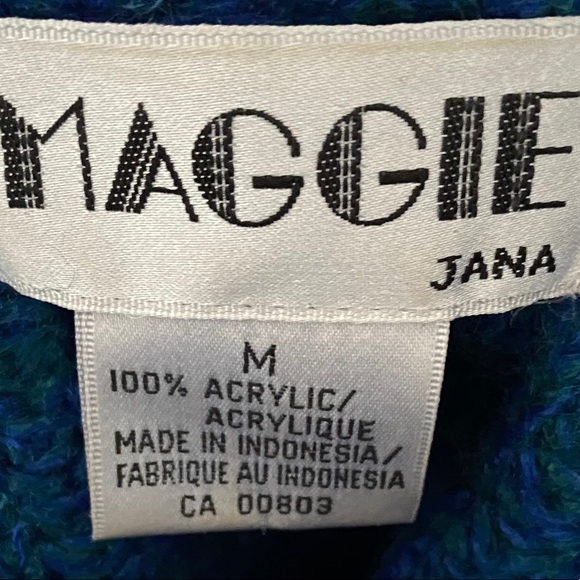 MAGGIE
JANA
M
100% ACRYLIC/
ACRYLIQUE
MADE IN INDONESIA/
FABRIQUE AU INDONESIA
CA 00803